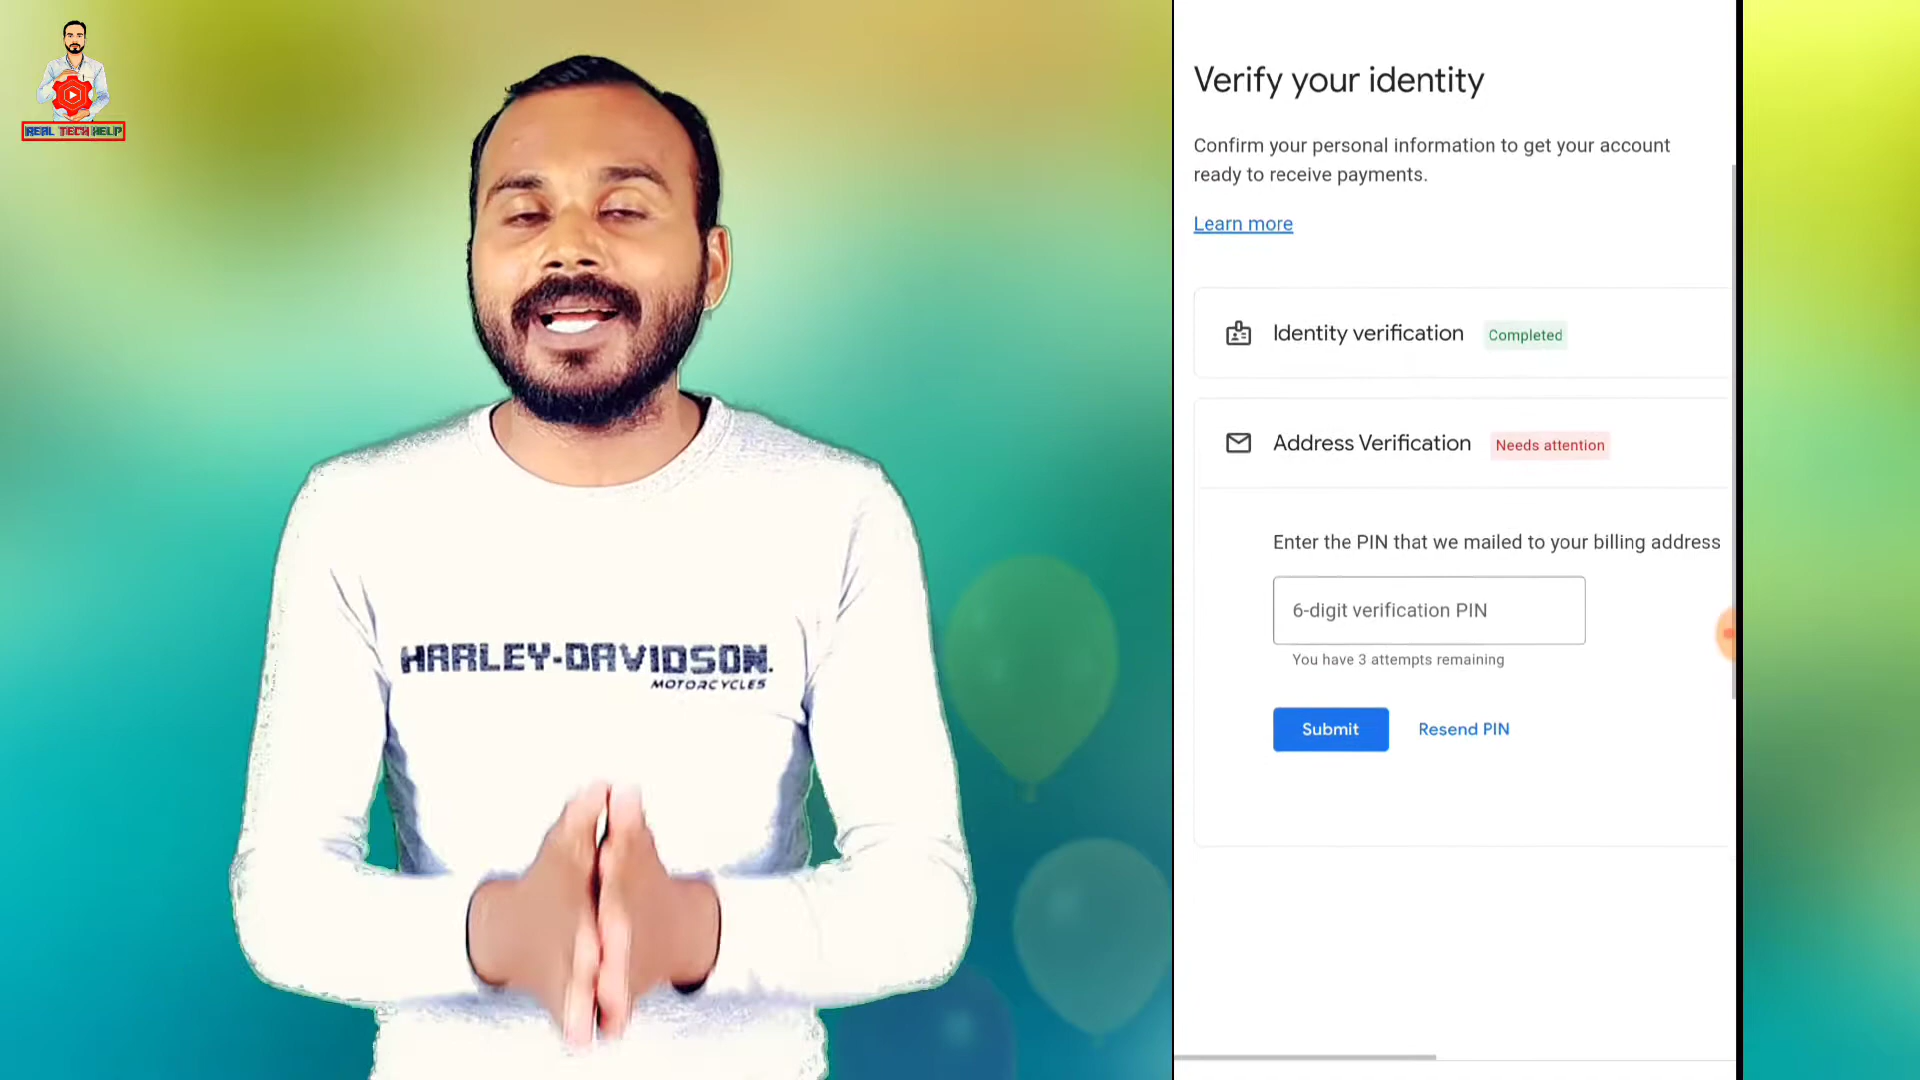 REAL TECH HELP
HARLEY-DAVIDSON.
MOTORCYCLES
Verify your identity
Confirm your personal information to get your account
ready to receive payments.
Learn more
Identity verification Completed
Address Verification Needs attention
Enter the PIN that we mailed to your billing address
6-digit verification PIN
You have 3 attempts remaining
Submit Resend PIN